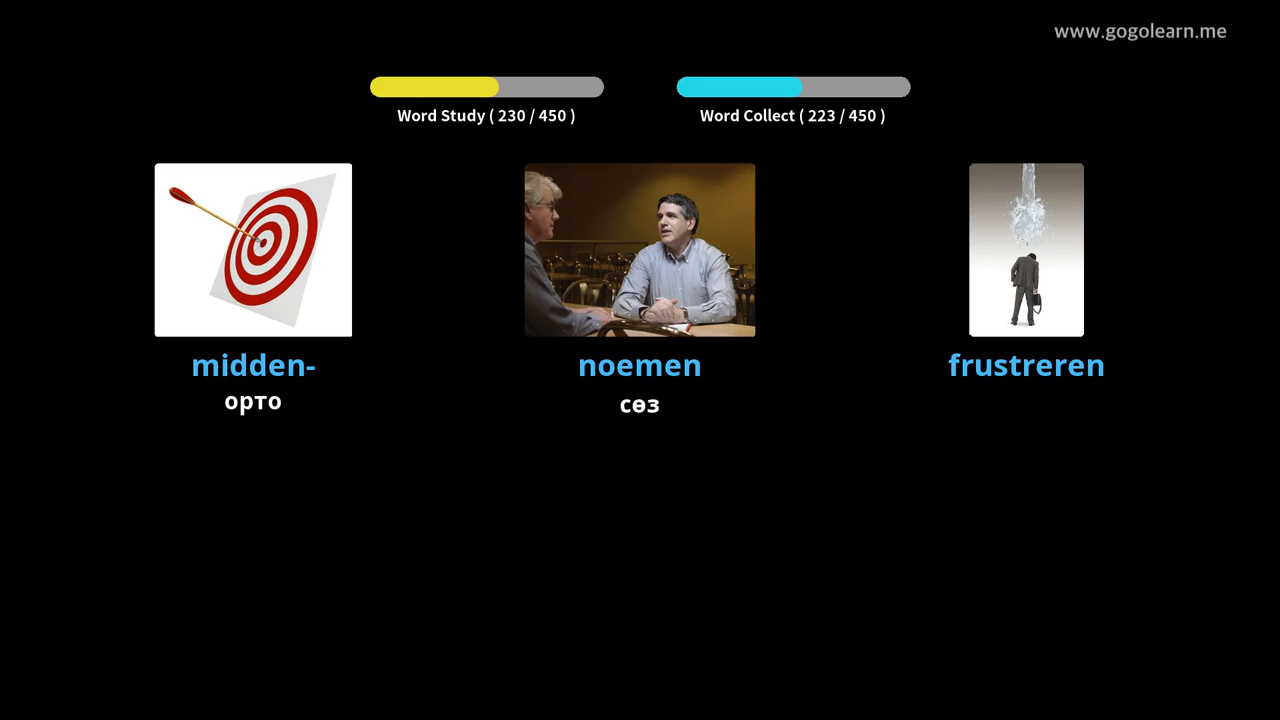 www.gogolearn.me
Word Study ( 230 / 450 )
Word Collect ( 223 / 450 )
midden-
орто
noemen
сөз
frustreren